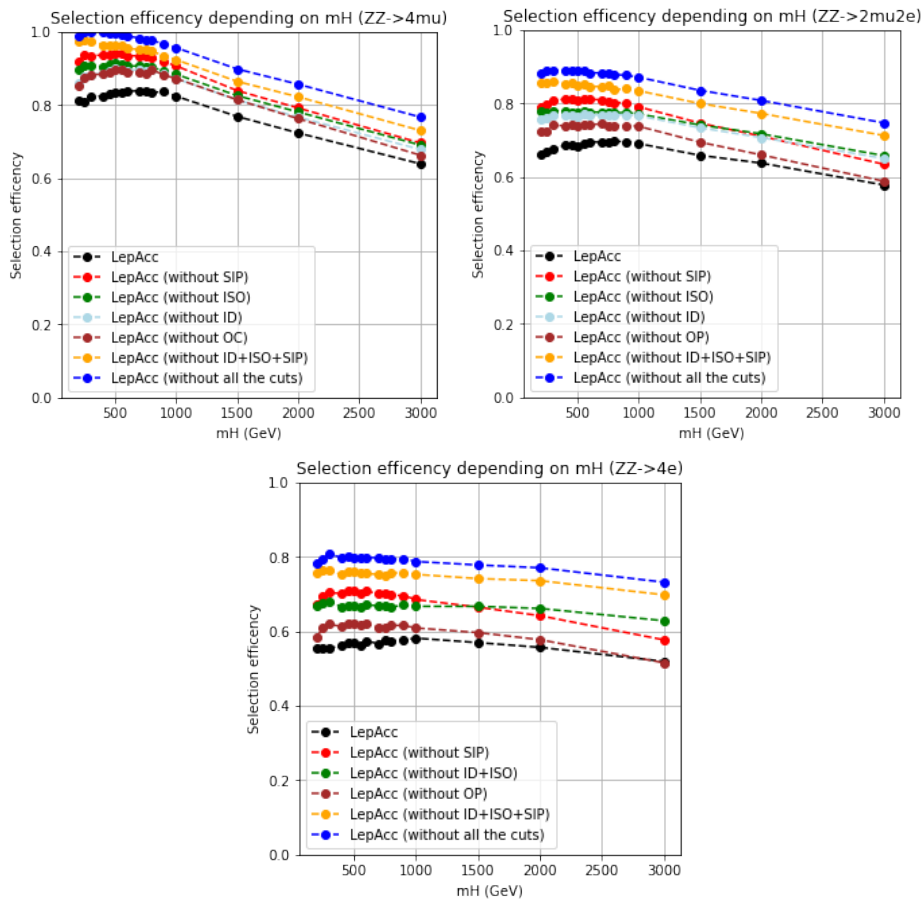 Selection efficency depending on mH (ZZ->4mu)
1.0
0.8
0.6
0.4
0.2
0.0
Selection efficency
LepAcc
LepAcc (without SIP)
LepAcc (without ISO)
LepAcc (without ID)
LepAcc (without OC)
LepAcc (without ID+ISO+SIP)
LepAcc (without all the cuts)
500 1000 1500 2000 2500 3000
mH (GeV)
Selection efficency depending on mH (ZZ->2mu2e)
1.0
0.8
0.6
0.4
0.2
0.0
Selection efficency
LepAcc
LepAcc (without SIP)
LepAcc (without ISO)
LepAcc (without ID)
LepAcc (without OP)
LepAcc (without ID+ISO+SIP)
LepAcc (without all the cuts)
500 1000 1500 2000 2500 3000
mH (GeV)
Selection efficency depending on mH (ZZ->4e)
1.0
0.8
0.6
0.4
0.2
0.0
Selection efficency
LepAcc
LepAcc (without SIP)
LepAcc (without ID+ISO)
LepAcc (without OP)
LepAcc (without ID+ISO+SIP)
LepAcc (without all the cuts)
500 1000 1500 2000 2500 3000
mH (GeV)